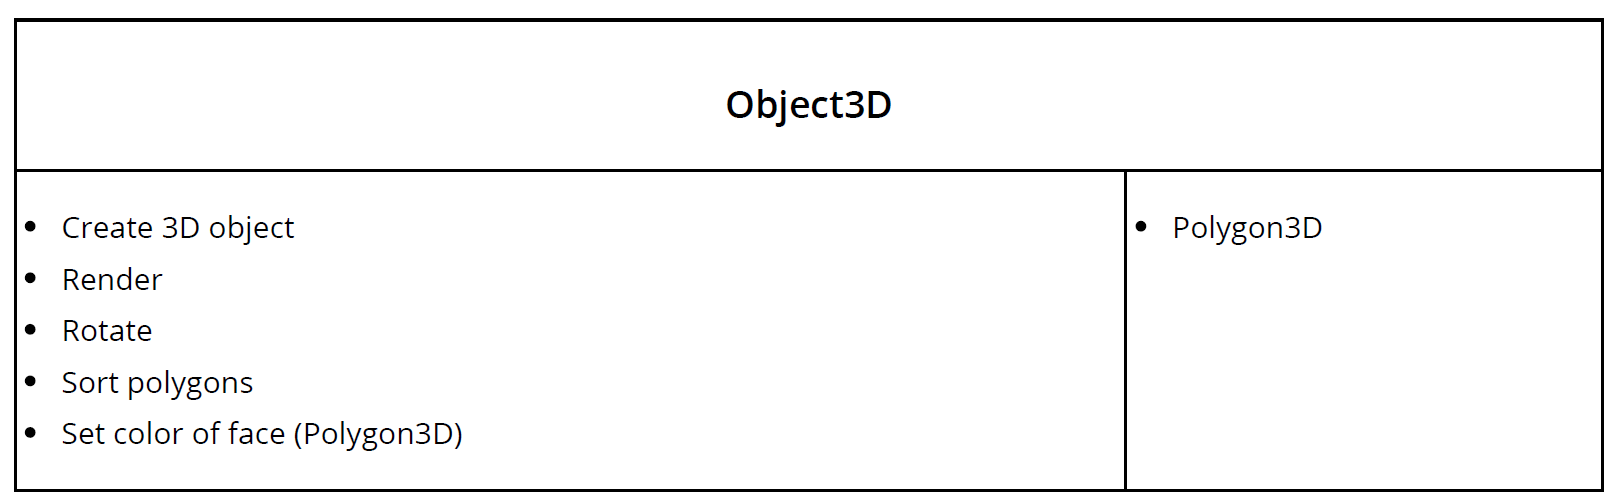 Object3D
• Create 3D object
• Render
• Rotate
• Sort polygons
• Set color of face (Polygon3D)
• Polygon3D